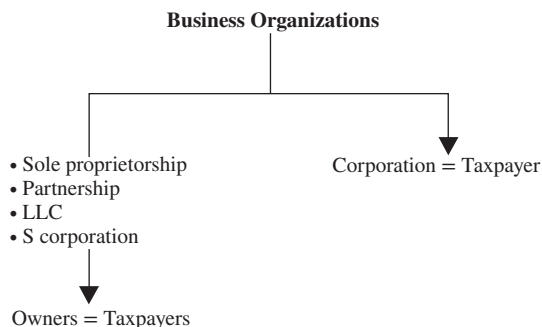 Business Organizations
• Sole proprietorship
• Partnership
• LLC
• S corporation
Corporation = Taxpayer
Owners = Taxpayers